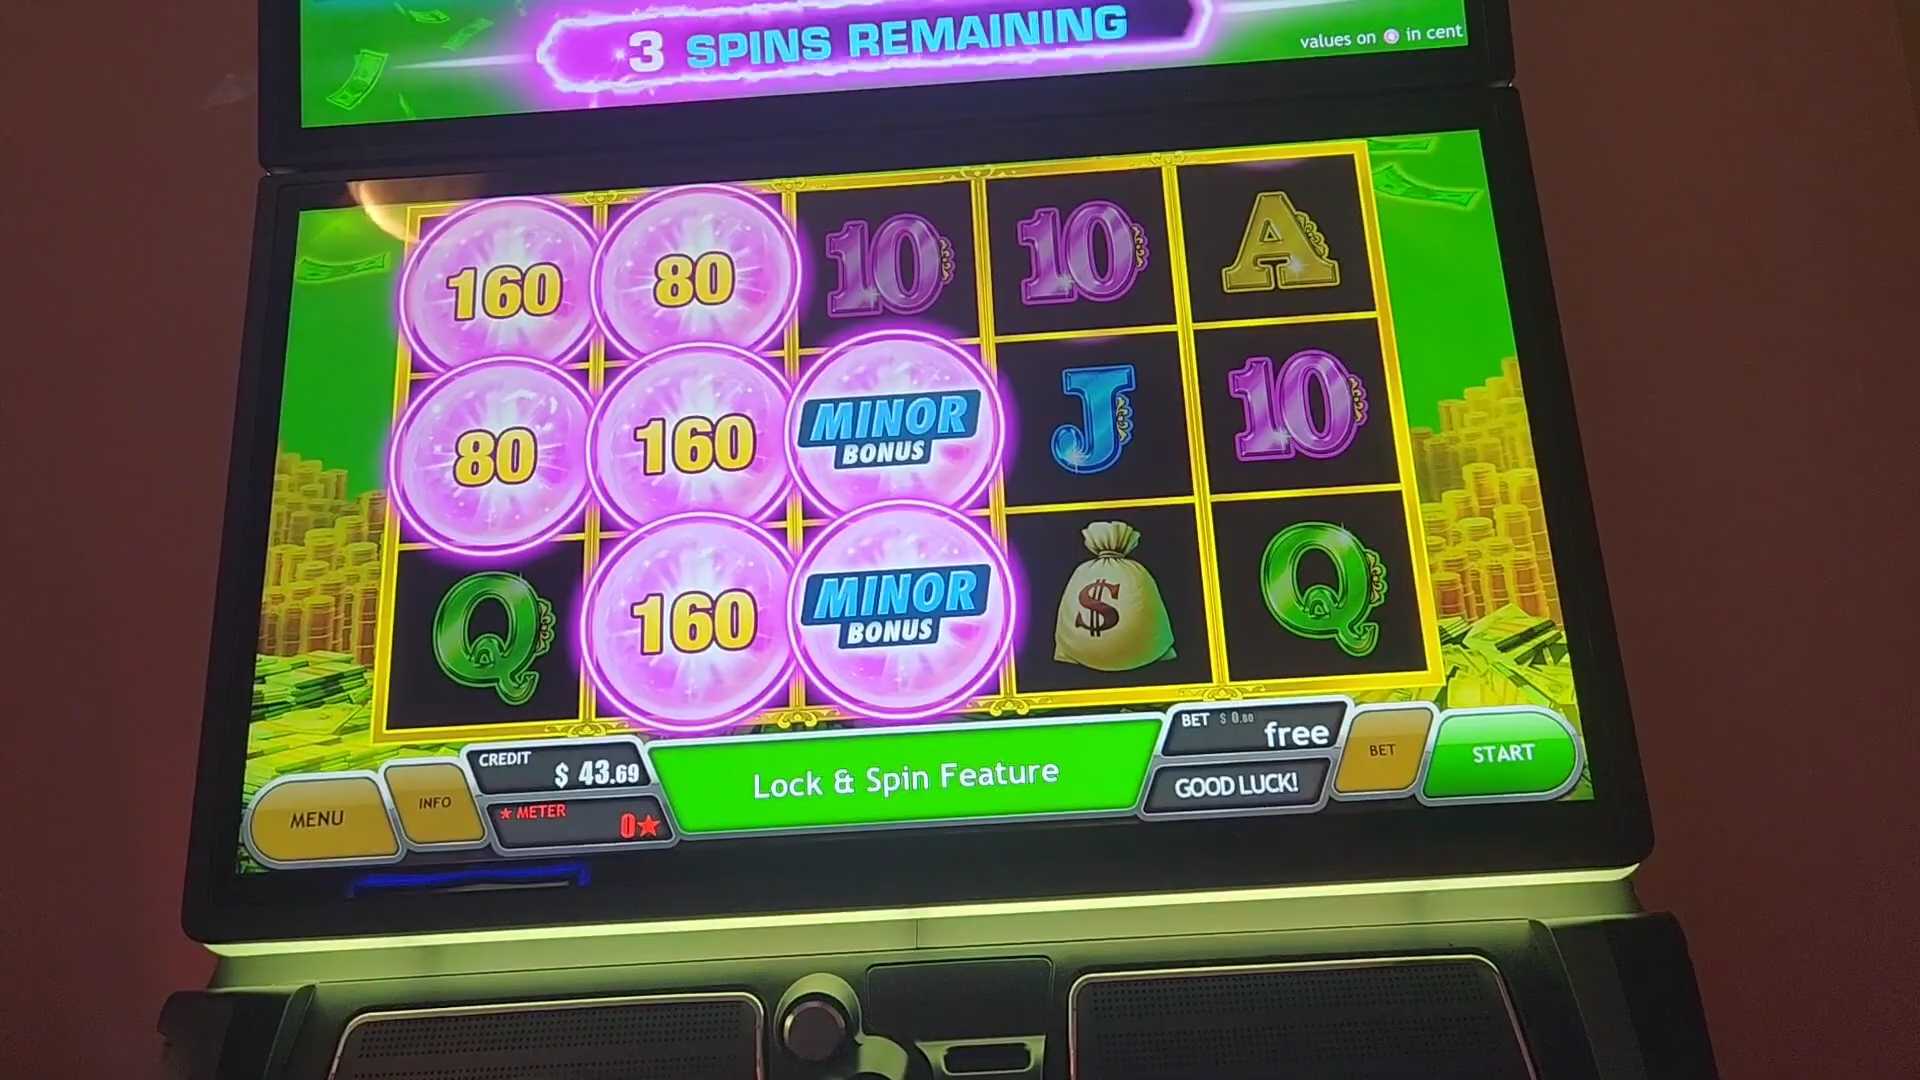 3 SPINS REMAINING
values on in cent
160 80 10 10 A
80 160 MINOR BONUS J 10
Q 160 MINOR BONUS $ Q
MENU
INFO
CREDIT
$ 43.69
★ METER
0★
Lock & Spin Feature
BET $ 0.80
free
GOOD LUCK!
BET
START